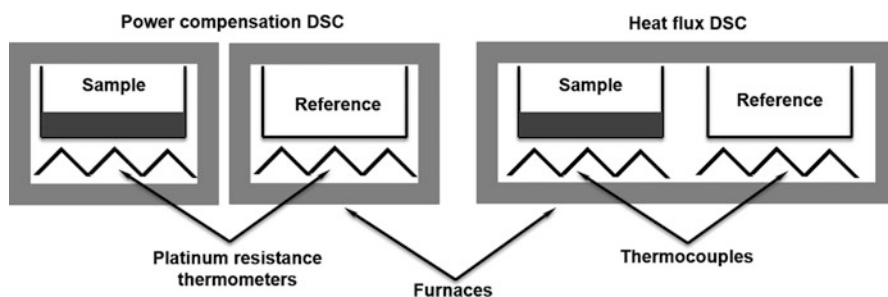 Power compensation DSC
Heat flux DSC
Sample
Reference
Sample
Reference
Platinum resistance
thermometers
Furnaces
Thermocouples